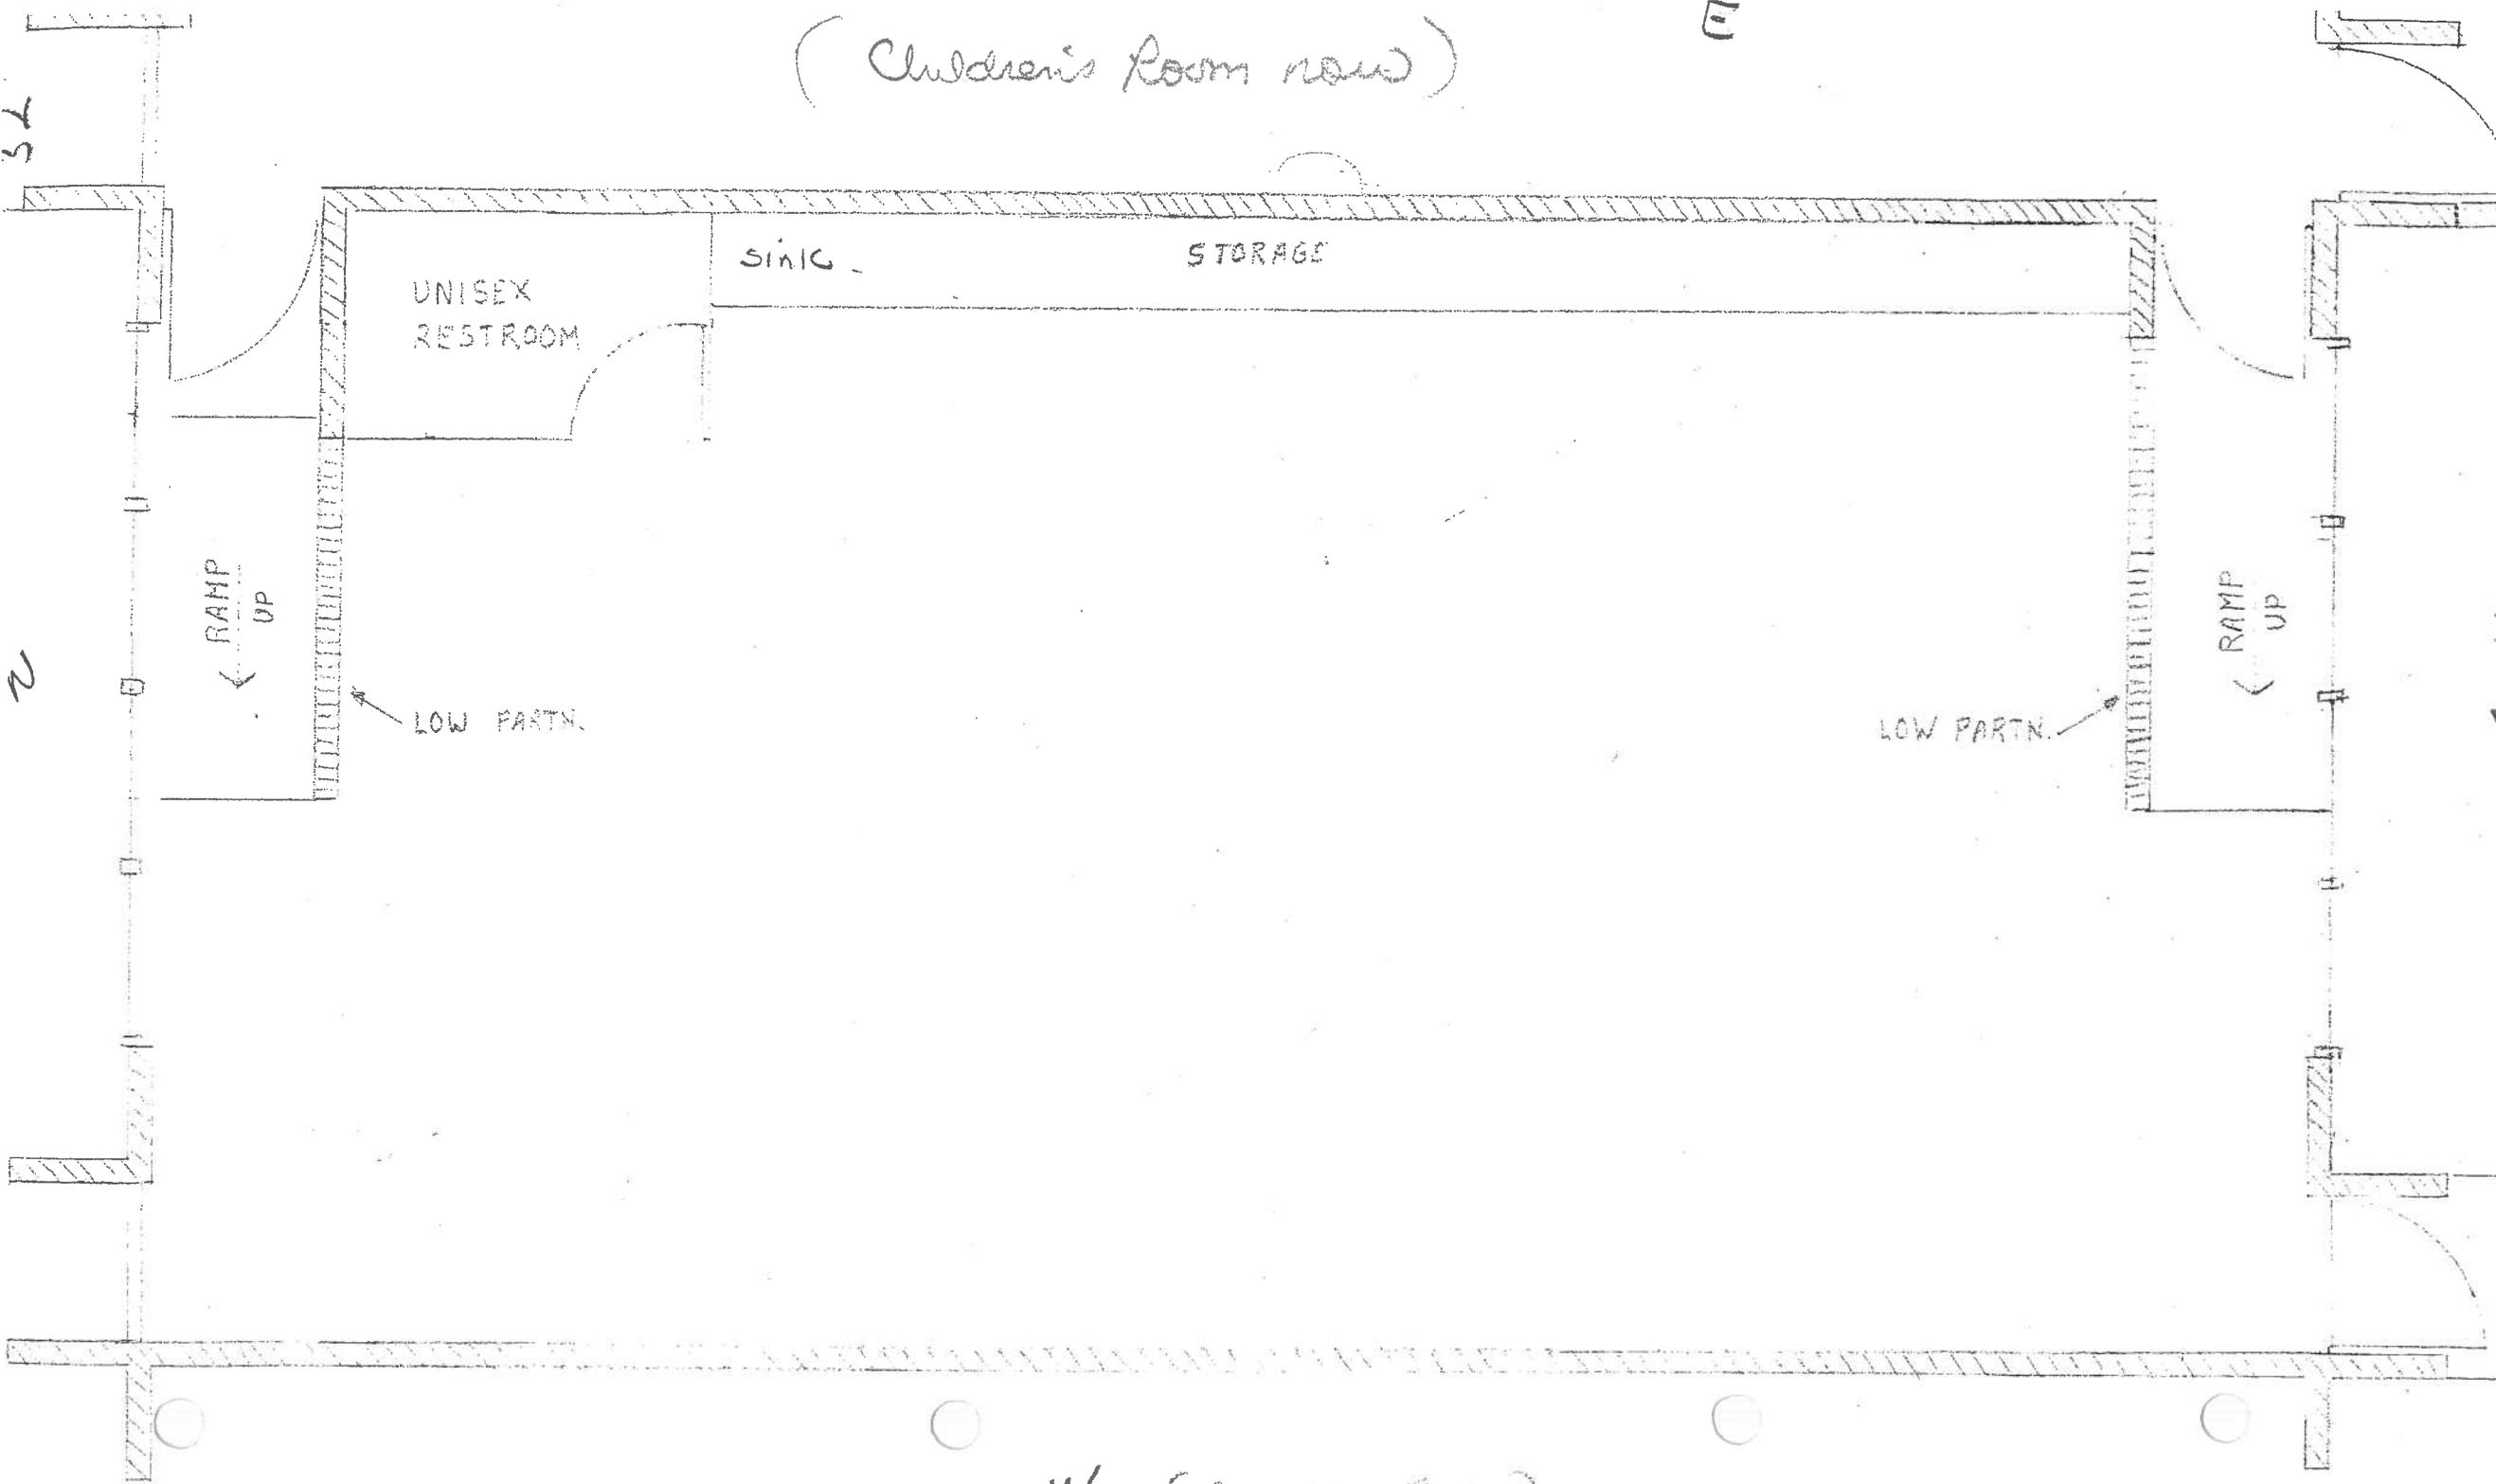 E
(Children's Room now)
Sink
STORAGE
UNISEX
RESTROOM
RAMP
UP
RAMP
UP
N
LOW PARTN.
LOW PARTN.
W